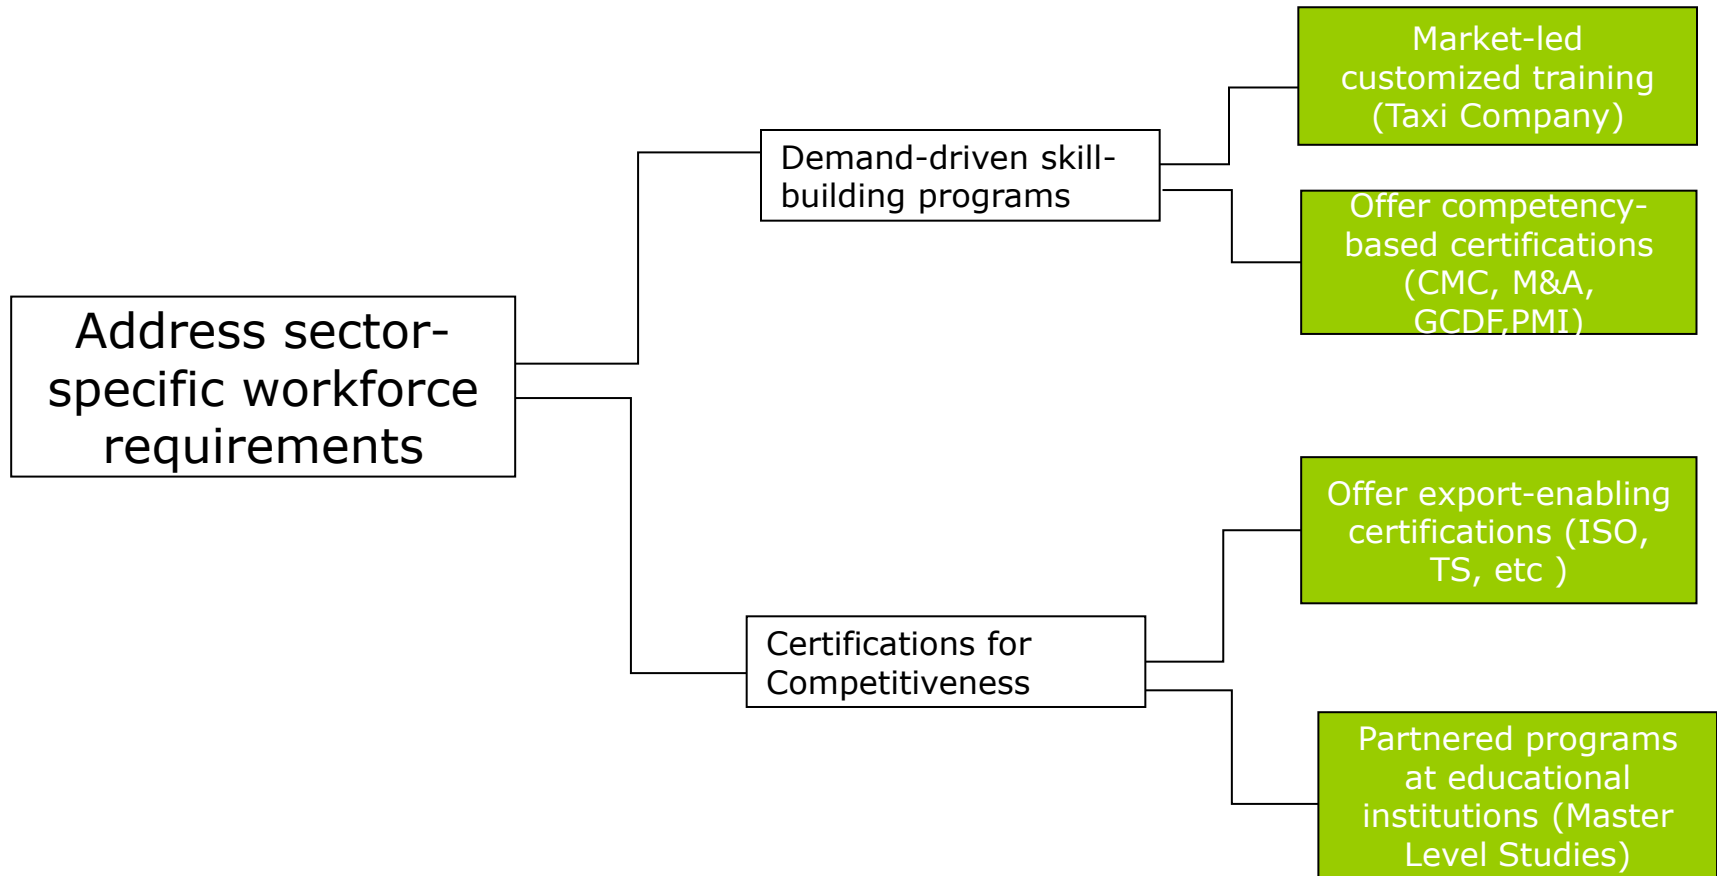 Address sector-
specific workforce
requirements
Demand-driven skill-
building programs
Market-led
customized training
(Taxi Company)
Offer competency-
based certifications
(CMC, M&A,
GCDF,PMI)
Certifications for
Competitiveness
Offer export-enabling
certifications (ISO,
TS, etc )
Partnered programs
at educational
institutions (Master
Level Studies)